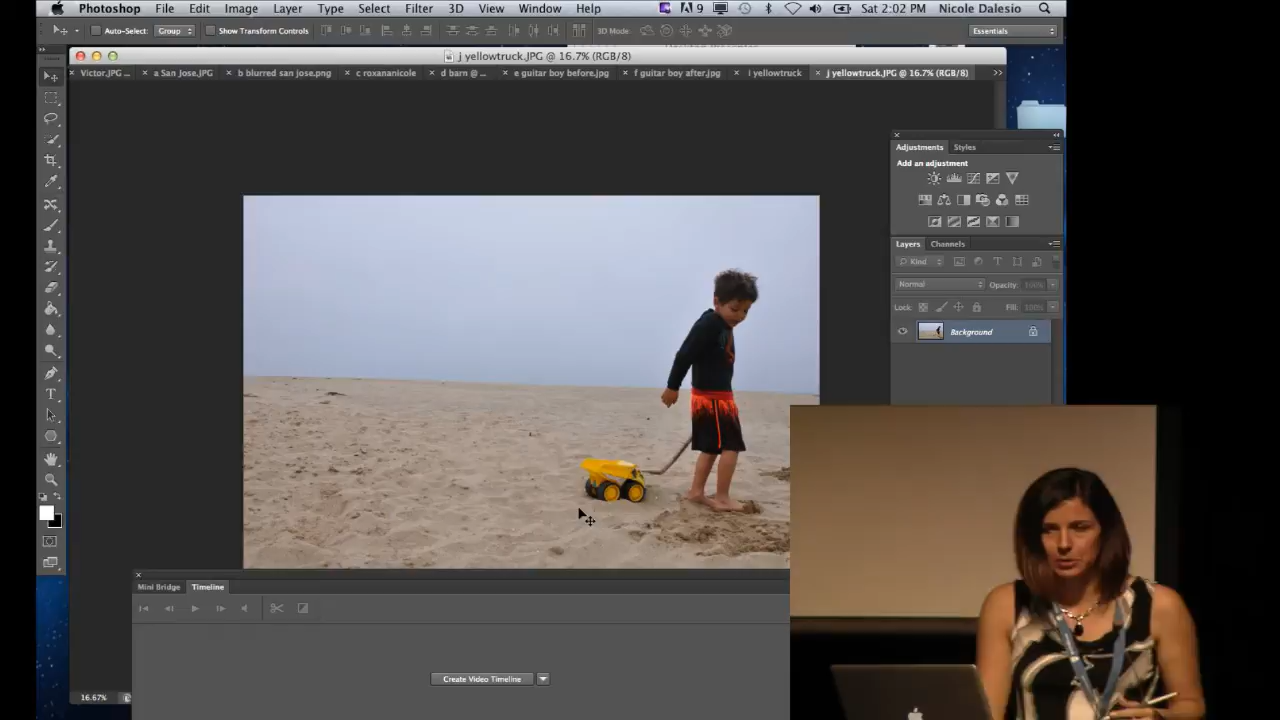 Photoshop File Edit Image Layer Type Select Filter 3D View Window Help 9 Sat 2:02 PM Nicole Dalesio
Auto-Select: Group Show Transform Controls 3D Mode: Essentials
j yellowtruck.JPG @ 16.7% (RGB/8)
Victor.JPG ... a San Jose.JPG b blurred san jose.png c roxananicole d barn @ ... e guitar boy before.jpg f guitar boy after.jpg i yellowtruck j yellowtruck.JPG @ 16.7% (RGB/8)
Adjustments Styles
Add an adjustment
Layers Channels
Kind
Normal Opacity: 100%
Lock: Fill: 100%
Background
Mini Bridge Timeline
Create Video Timeline
16.67%